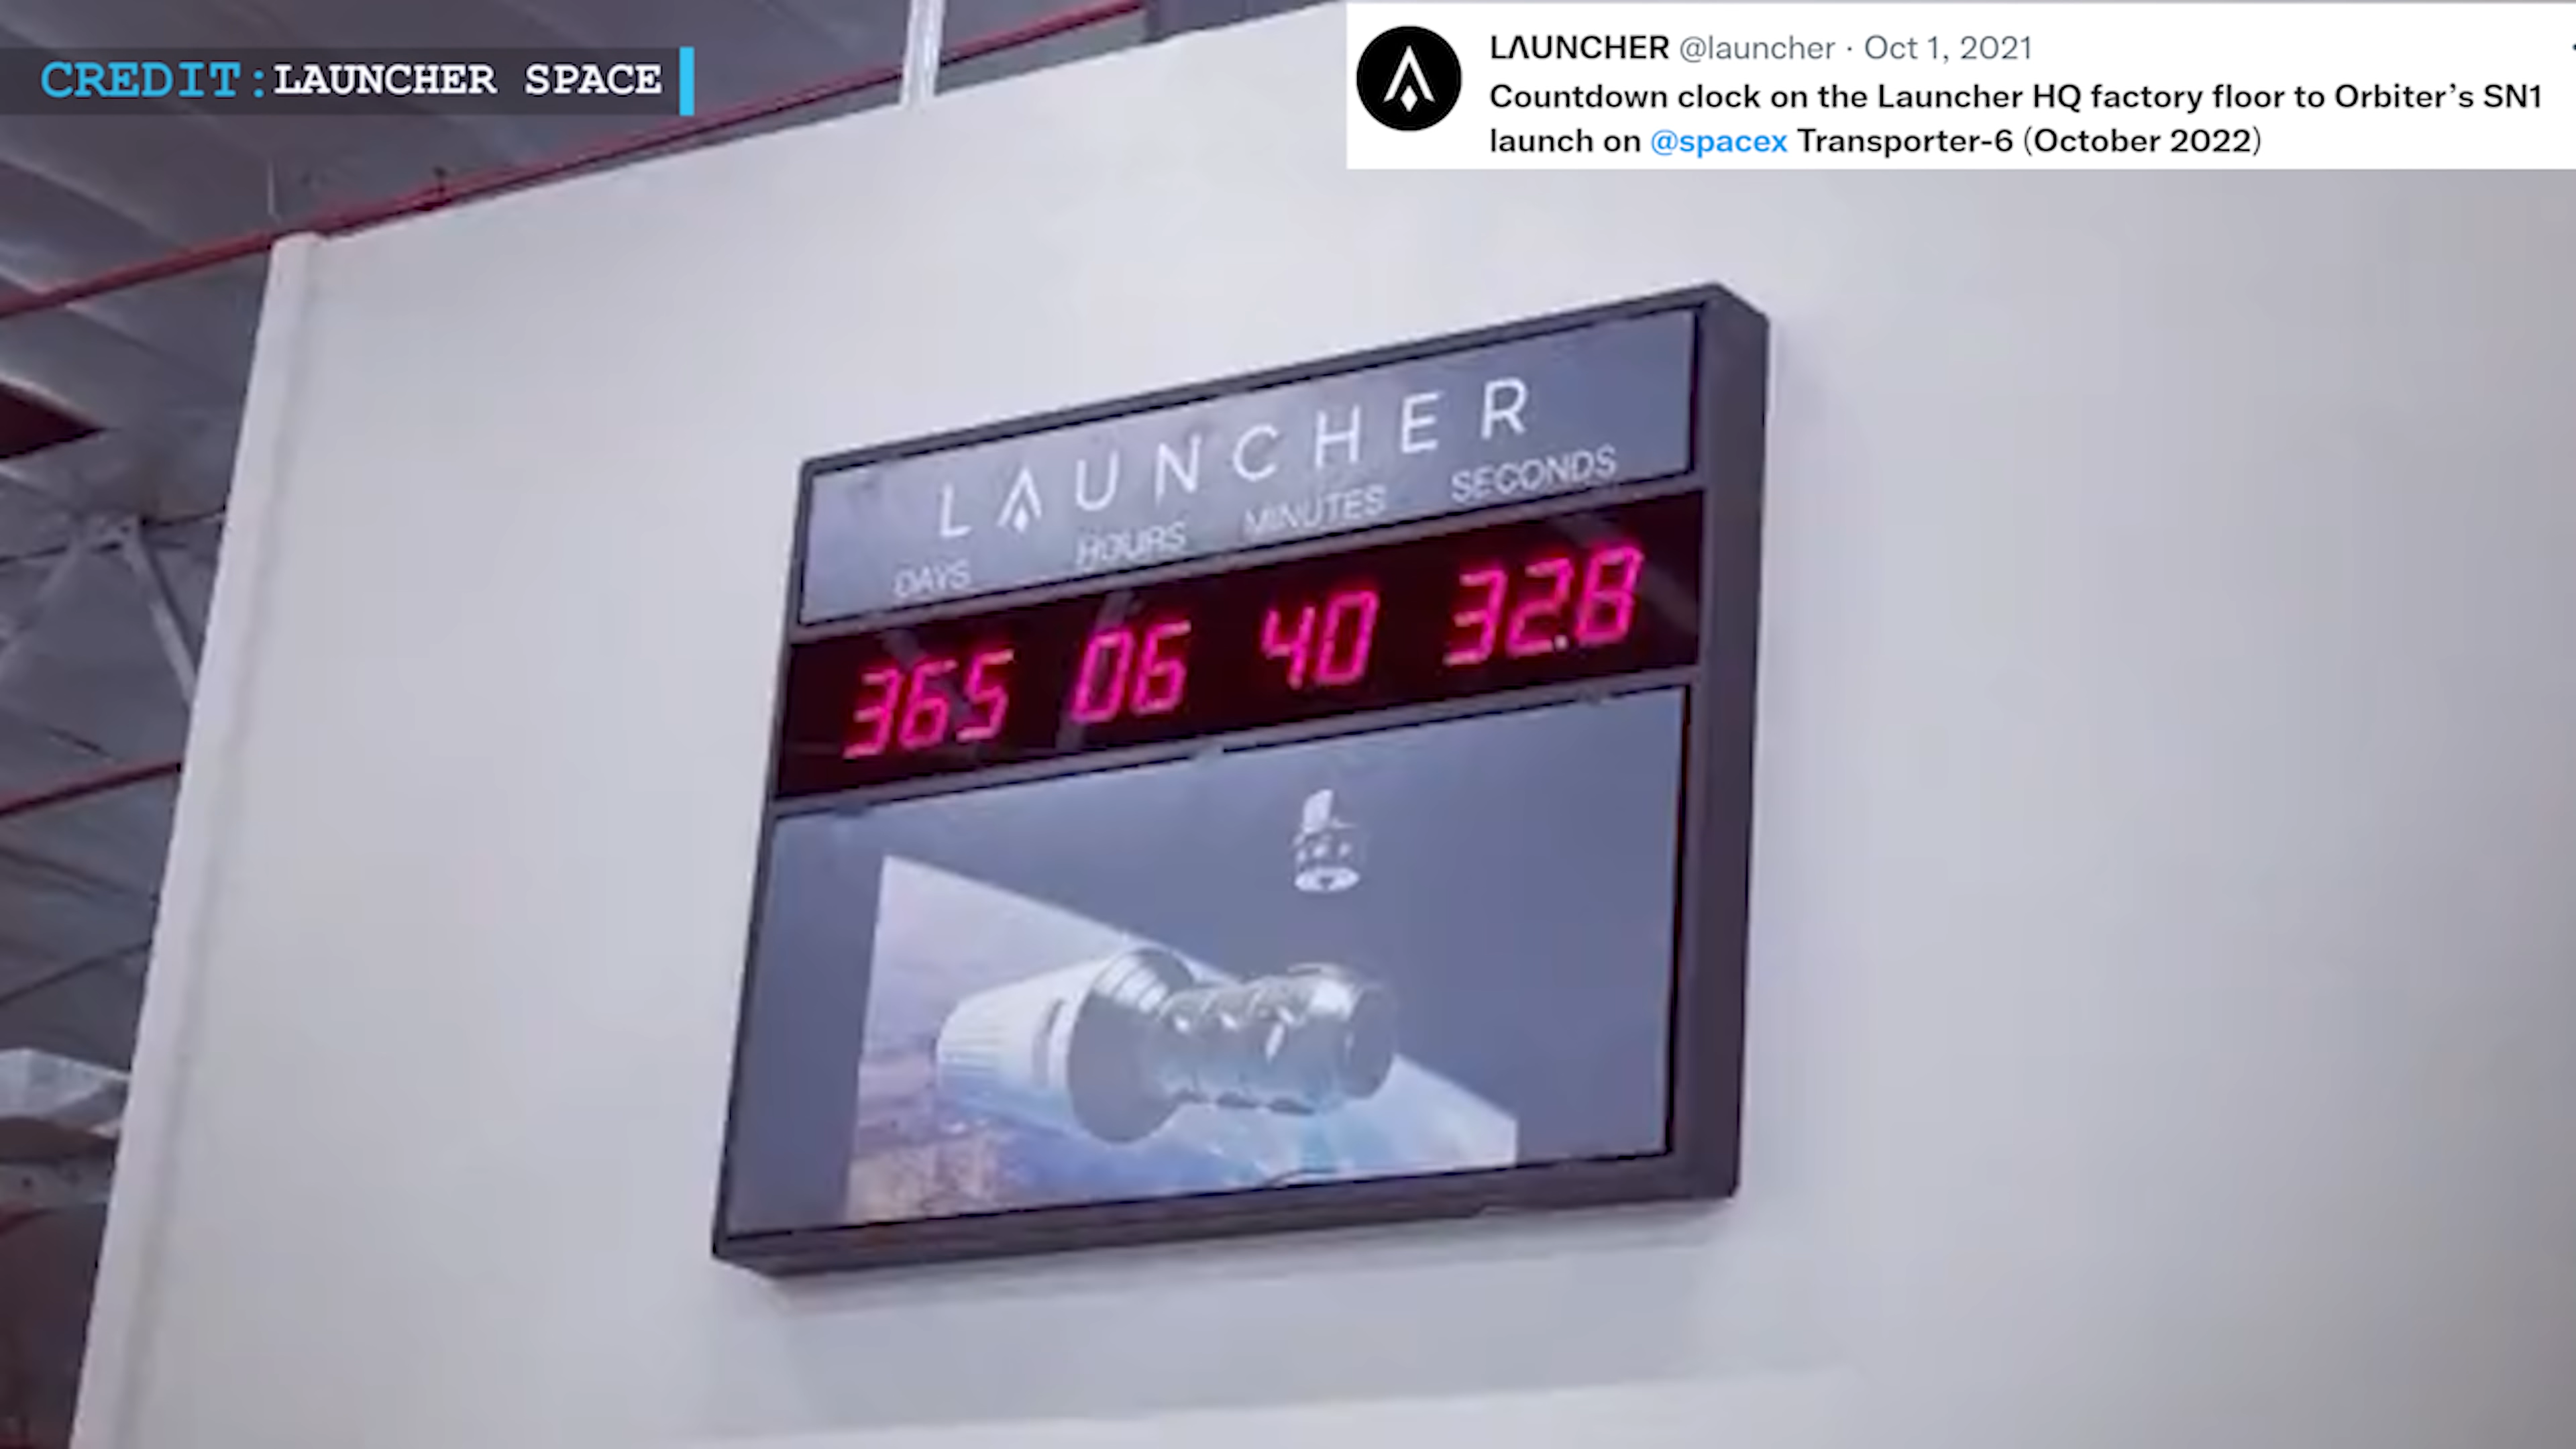 CREDIT: LAUNCHER SPACE
LAUNCHER @launcher · Oct 1, 2021
Countdown clock on the Launcher HQ factory floor to Orbiter's SN1
launch on @spacex Transporter-6 (October 2022)
LAUNCHER
DAYS HOURS MINUTES SECONDS
365 06 40 32.8